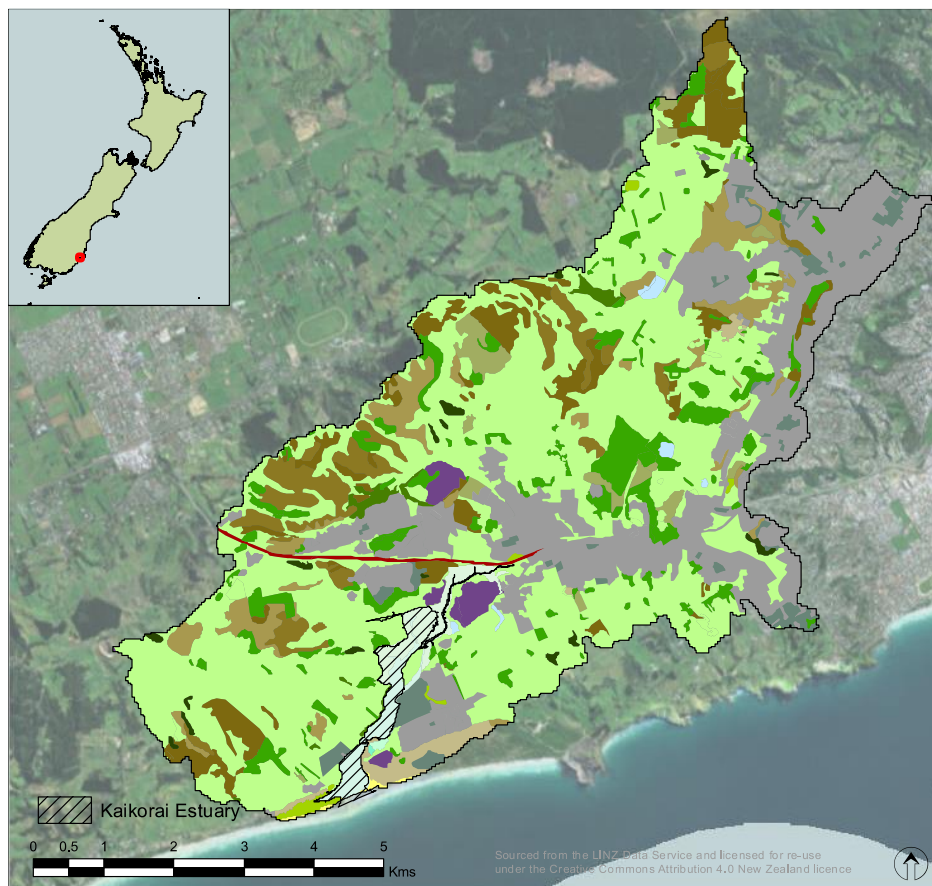 Kaikorai Estuary
0 0.5 1 2 3 4 5
Kms
Sourced from the LINZ Data Service and licensed for re-use
under the Creative Commons Attribution 4.0 New Zealand licence